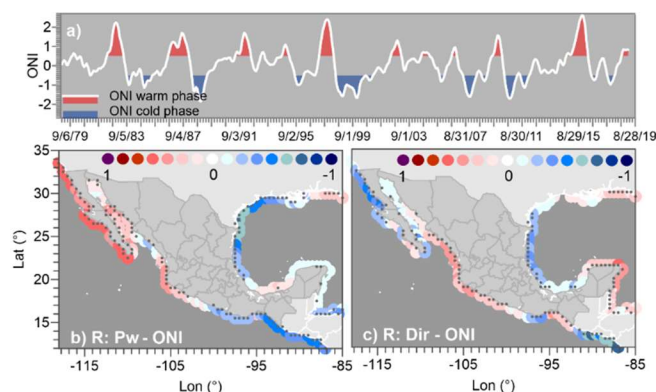 2
1
0
-1
-2
ONI
a)
ONI warm phase
ONI cold phase
9/6/79 9/5/83 9/4/87 9/3/91 9/2/95 9/1/99 9/1/03 8/31/07 8/30/11 8/29/15 8/28/19
35
30
25
20
15
Lat (°)
1 0 -1
b) R: Pw - ONI
-115 -105 -95 -85
Lon (°)
1 0 -1
c) R: Dir - ONI
-115 -105 -95 -85
Lon (°)